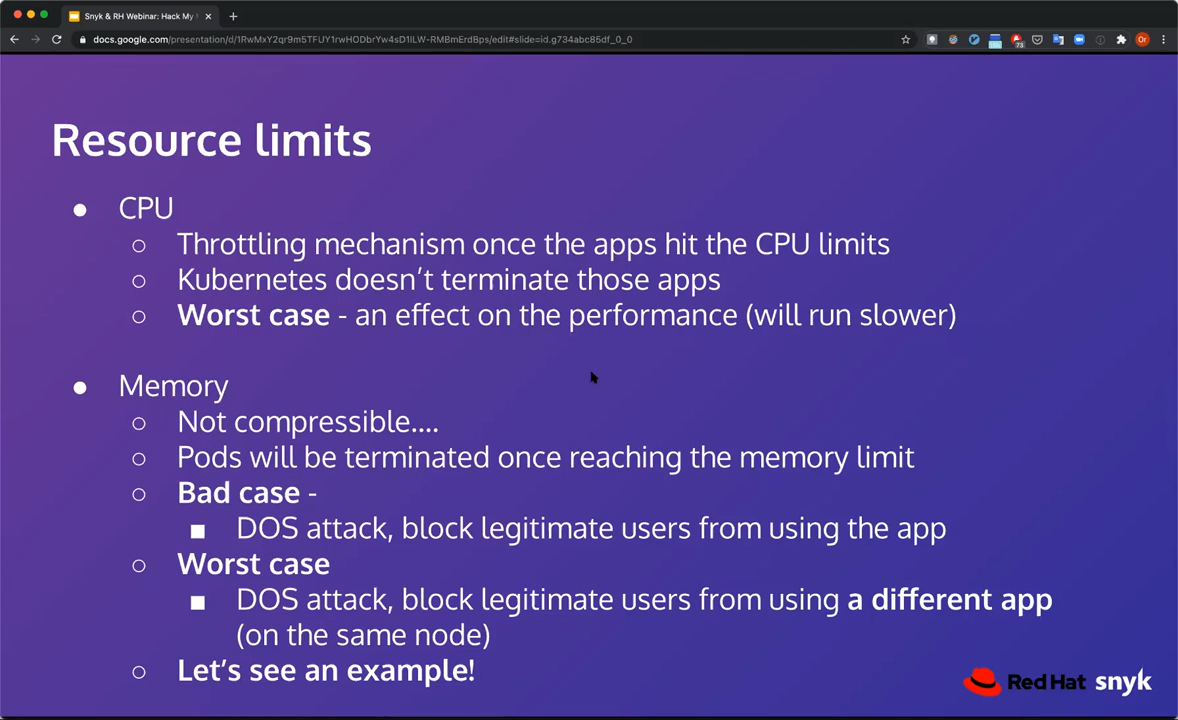 Snyk & RH Webinar: Hack My
docs.google.com/presentation/d/1RwMxY2qr9m5TFUY1rwHODbrYw4sD1ILW-RMBmErdBps/edit#slide=id.g734abc85df_0_0
73
Or
Resource limits
● CPU
○ Throttling mechanism once the apps hit the CPU limits
○ Kubernetes doesn't terminate those apps
○ Worst case - an effect on the performance (will run slower)
● Memory
○ Not compressible....
○ Pods will be terminated once reaching the memory limit
○ Bad case -
■ DOS attack, block legitimate users from using the app
○ Worst case
■ DOS attack, block legitimate users from using a different app
(on the same node)
○ Let's see an example!
Red Hat snyk